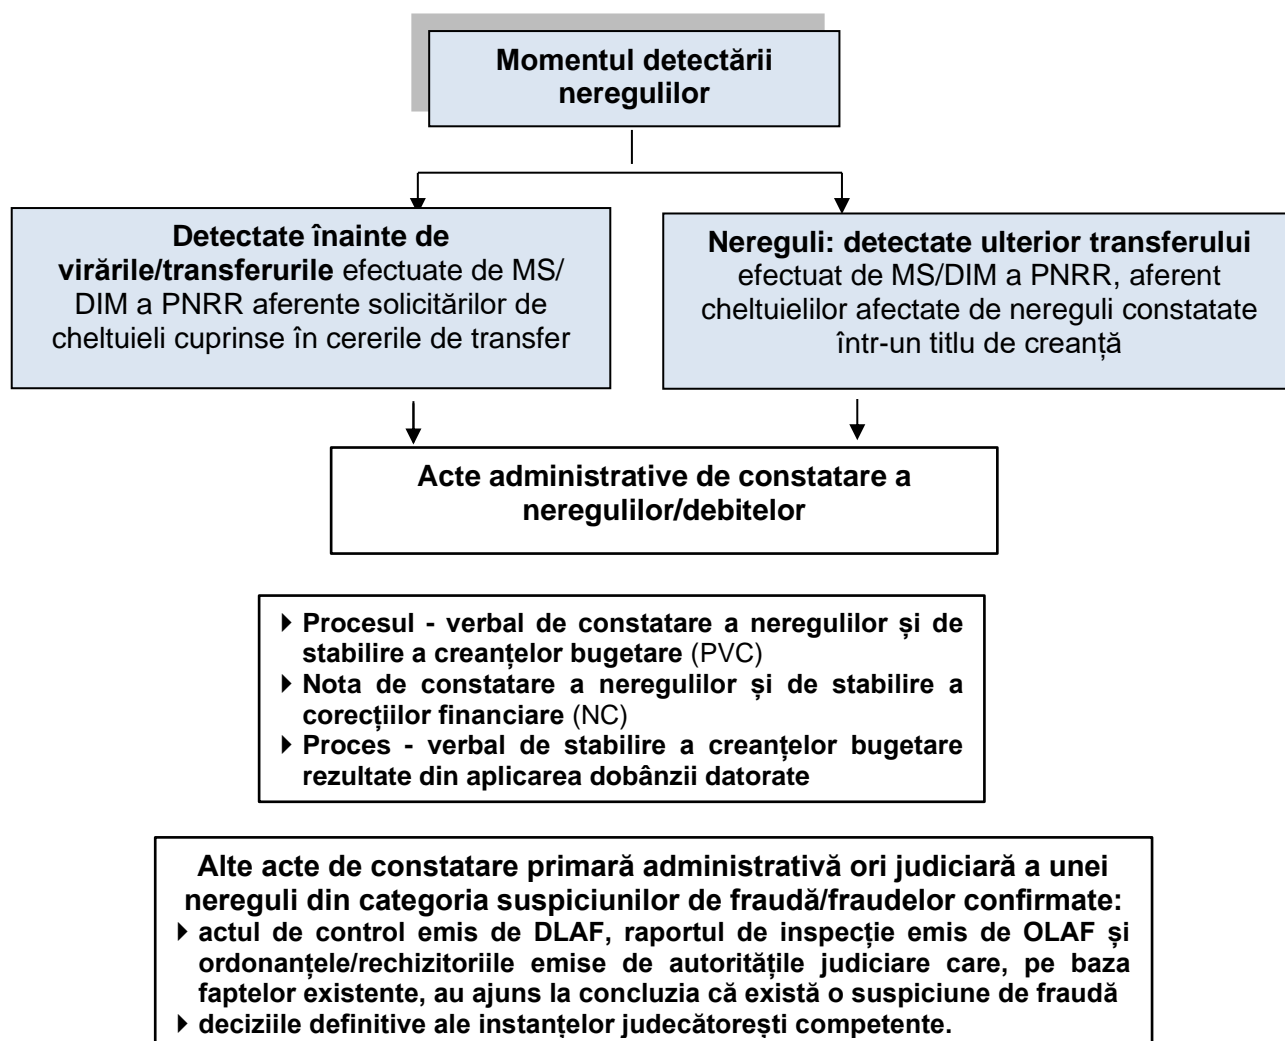 Momentul detectării
neregulilor
Detectate înainte de
virările/transferurile efectuate de MS/
DIM a PNRR aferente solicitărilor de
cheltuieli cuprinse în cererile de transfer
Nereguli: detectate ulterior transferului
efectuat de MS/DIM a PNRR, aferent
cheltuielilor afectate de nereguli constatate
într-un titlu de creanță
Acte administrative de constatare a
neregulilor/debitelor
Procesul - verbal de constatare a neregulilor și de
stabilire a creanțelor bugetare (PVC)
Nota de constatare a neregulilor și de stabilire a
corecțiilor financiare (NC)
Proces - verbal de stabilire a creanțelor bugetare
rezultate din aplicarea dobânzii datorate
Alte acte de constatare primară administrativă ori judiciară a unei
nereguli din categoria suspiciunilor de fraudă/fraudelor confirmate:
actul de control emis de DLAF, raportul de inspecție emis de OLAF și
ordonanțele/rechizitoriile emise de autoritățile judiciare care, pe baza
faptelor existente, au ajuns la concluzia că există o suspiciune de fraudă
deciziile definitive ale instanțelor judecătorești competente.